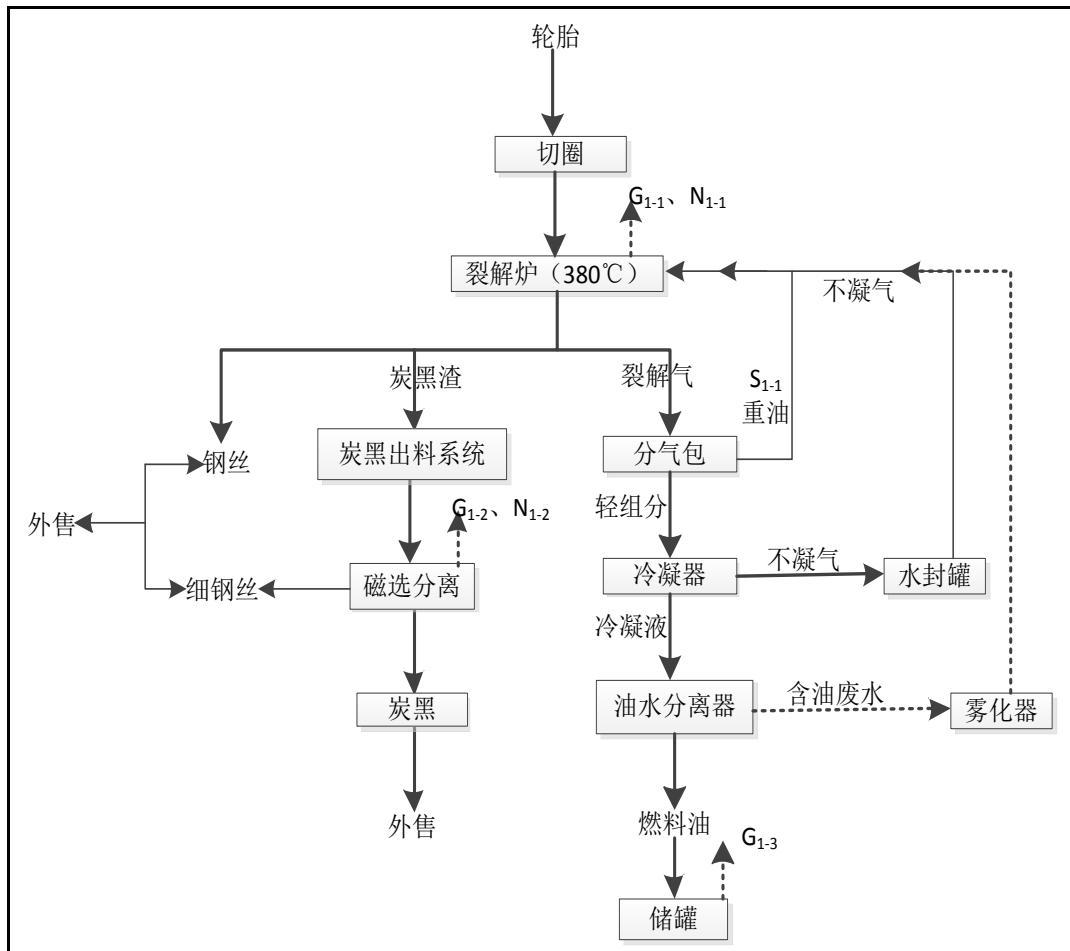 轮胎
切圈
G₁₋₁、N₁₋₁
裂解炉（380℃）
不凝气
炭黑渣
裂解气
S₁₋₁
重油
钢丝
炭黑出料系统
分气包
G₁₋₂、N₁₋₂
轻组分
外售
不凝气
细钢丝
磁选分离
冷凝器
水封罐
冷凝液
炭黑
油水分离器
含油废水
雾化器
外售
燃料油
G₁₋₃
储罐